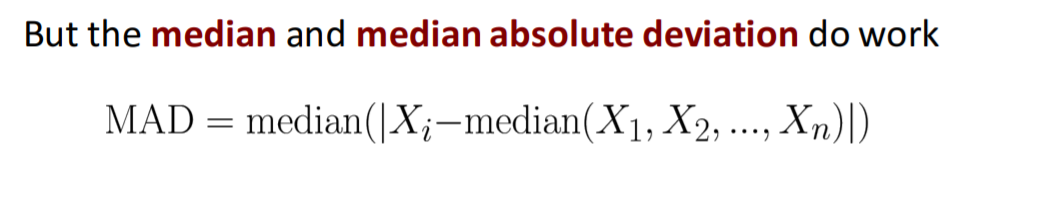 But the median and median absolute deviation do work
MAD = median(|Xᵢ−median(X₁, X₂, ..., Xₙ)|)